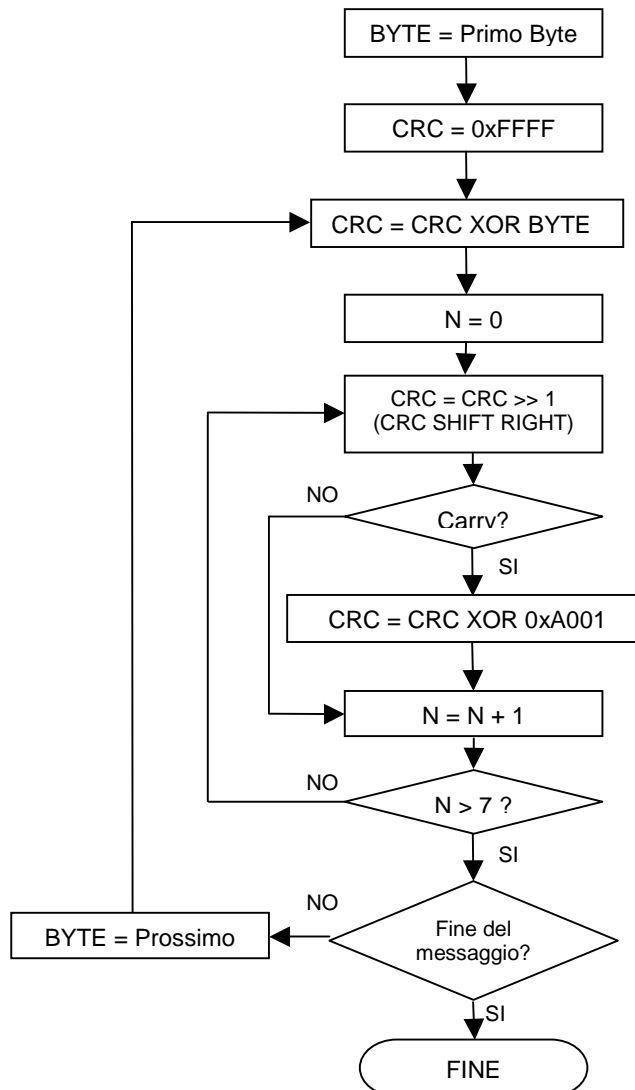 BYTE = Primo Byte
CRC = 0xFFFF
CRC = CRC XOR BYTE
N = 0
CRC = CRC >> 1
(CRC SHIFT RIGHT)
NO
Carry?
SI
CRC = CRC XOR 0xA001
N = N + 1
NO
N > 7 ?
SI
NO
BYTE = Prossimo
Fine del
messaggio?
SI
FINE